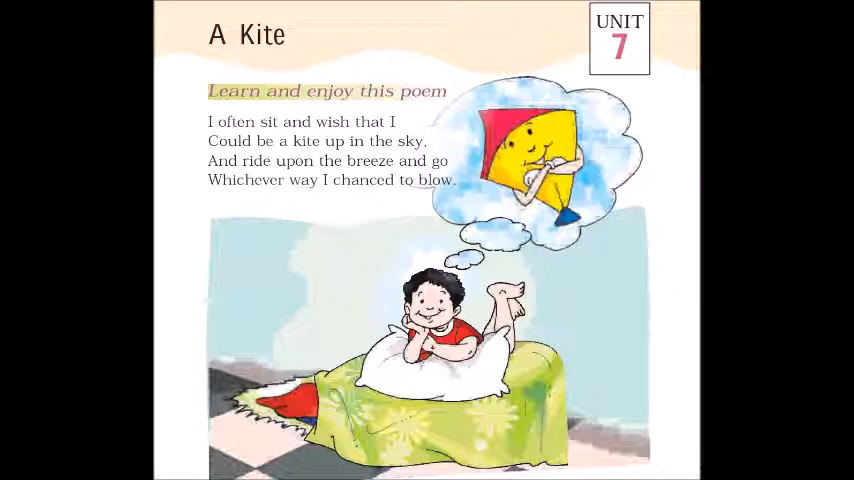 A Kite
UNIT
7
Learn and enjoy this poem
I often sit and wish that I
Could be a kite up in the sky,
And ride upon the breeze and go
Whichever way I chanced to blow.